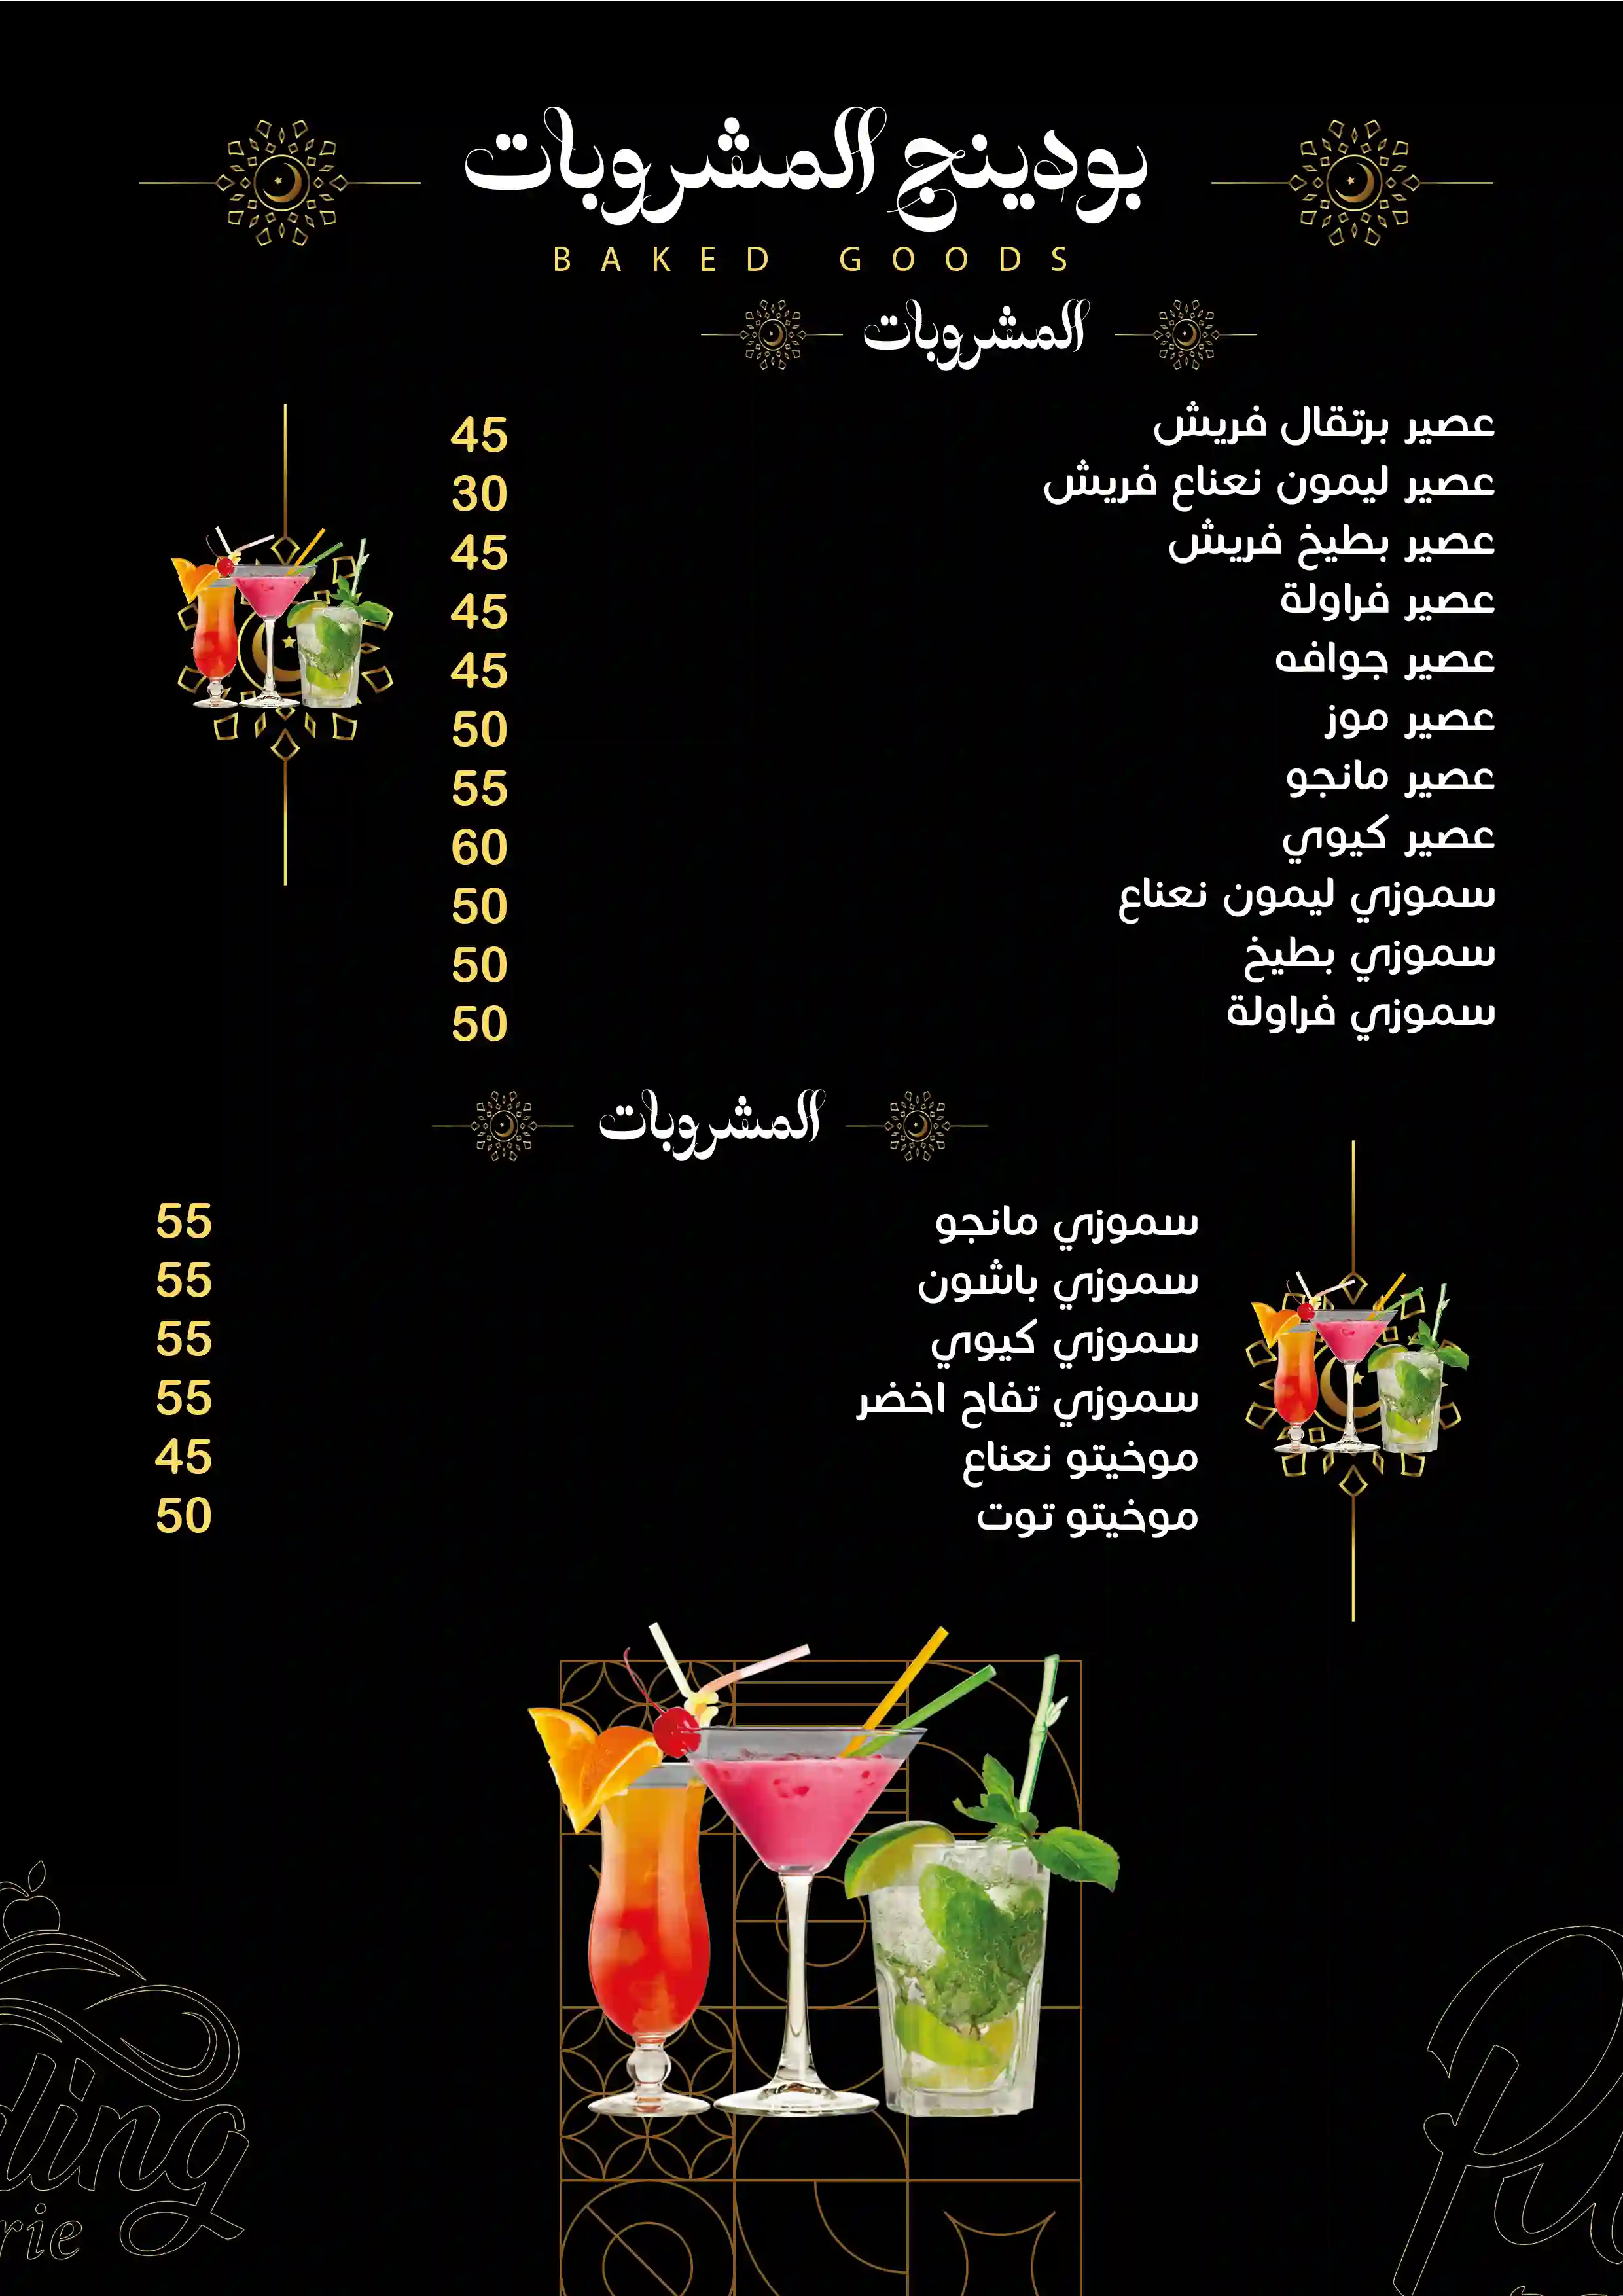 بودينج المشروبات
BAKED GOODS
المشروبات
عصير برتقال فريش 45
عصير ليمون نعناع فريش 30
عصير بطيخ فريش 45
عصير فراولة 45
عصير جوافه 45
عصير موز 50
عصير مانجو 55
عصير كيوي 60
سموزي ليمون نعناع 50
سموزي بطيخ 50
سموزي فراولة 50
المشروبات
سموزي مانجو 55
سموزي باشون 55
سموزي كيوي 55
سموزي تفاح اخضر 55
موخيتو نعناع 45
موخيتو توت 50